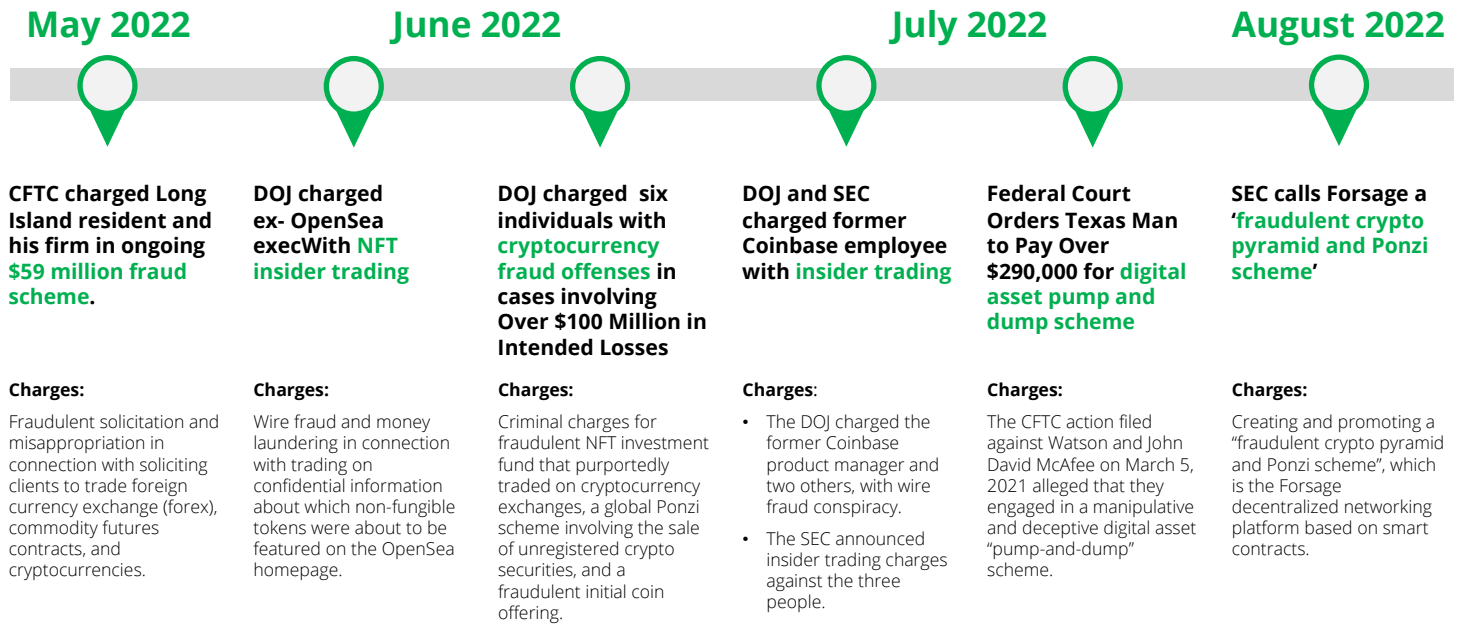 May 2022
June 2022
July 2022
August 2022
CFTC charged Long
Island resident and
his firm in ongoing
$59 million fraud
scheme.
Charges:
Fraudulent solicitation and
misappropriation in
connection with soliciting
clients to trade foreign
currency exchange (forex),
commodity futures
contracts, and
cryptocurrencies.
DOJ charged
ex- OpenSea
execWith NFT
insider trading
Charges:
Wire fraud and money
laundering in connection
with trading on
confidential information
about which non-fungible
tokens were about to be
featured on the OpenSea
homepage.
DOJ charged  six
individuals with
cryptocurrency
fraud offenses in
cases involving
Over $100 Million in
Intended Losses
Charges:
Criminal charges for
fraudulent NFT investment
fund that purportedly
traded on cryptocurrency
exchanges, a global Ponzi
scheme involving the sale
of unregistered crypto
securities, and a
fraudulent initial coin
offering.
DOJ and SEC
charged former
Coinbase employee
with insider trading
Charges:
• The DOJ charged the
former Coinbase
product manager and
two others, with wire
fraud conspiracy.
• The SEC announced
insider trading charges
against the three
people.
Federal Court
Orders Texas Man
to Pay Over
$290,000 for digital
asset pump and
dump scheme
Charges:
The CFTC action filed
against Watson and John
David McAfee on March 5,
2021 alleged that they
engaged in a manipulative
and deceptive digital asset
“pump-and-dump”
scheme.
SEC calls Forsage a
‘fraudulent crypto
pyramid and Ponzi
scheme’
Charges:
Creating and promoting a
“fraudulent crypto pyramid
and Ponzi scheme”, which
is the Forsage
decentralized networking
platform based on smart
contracts.